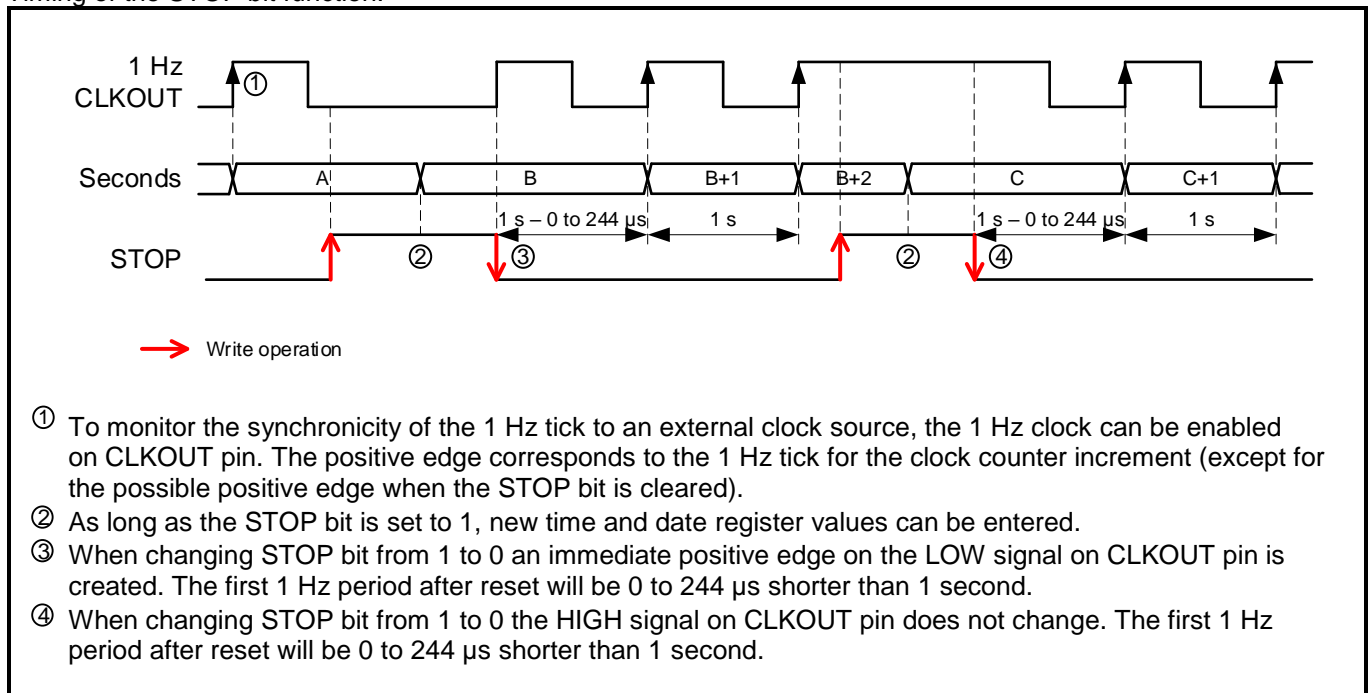 Timing of the STOP bit function:
1 Hz
CLKOUT
①
Seconds
A
B
B+1
B+2
C
C+1
1 s – 0 to 244 µs
1 s
1 s – 0 to 244 µs
1 s
STOP
②
③
②
④
Write operation
① To monitor the synchronicity of the 1 Hz tick to an external clock source, the 1 Hz clock can be enabled
on CLKOUT pin. The positive edge corresponds to the 1 Hz tick for the clock counter increment (except for
the possible positive edge when the STOP bit is cleared).
② As long as the STOP bit is set to 1, new time and date register values can be entered.
③ When changing STOP bit from 1 to 0 an immediate positive edge on the LOW signal on CLKOUT pin is
created. The first 1 Hz period after reset will be 0 to 244 µs shorter than 1 second.
④ When changing STOP bit from 1 to 0 the HIGH signal on CLKOUT pin does not change. The first 1 Hz
period after reset will be 0 to 244 µs shorter than 1 second.